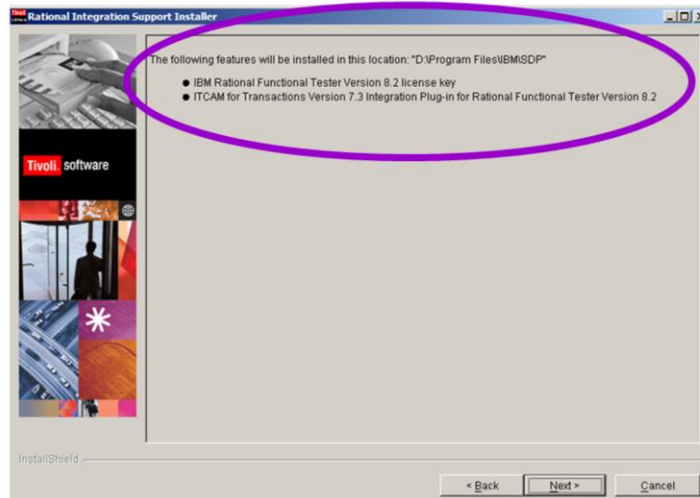 Rational Integration Support Installer
The following features will be installed in this location: "D:\Program Files\IBM\SDP"
IBM Rational Functional Tester Version 8.2 license key
ITCAM for Transactions Version 7.3 Integration Plug-in for Rational Functional Tester Version 8.2
Tivoli. software
InstallShield
< Back
Next >
Cancel